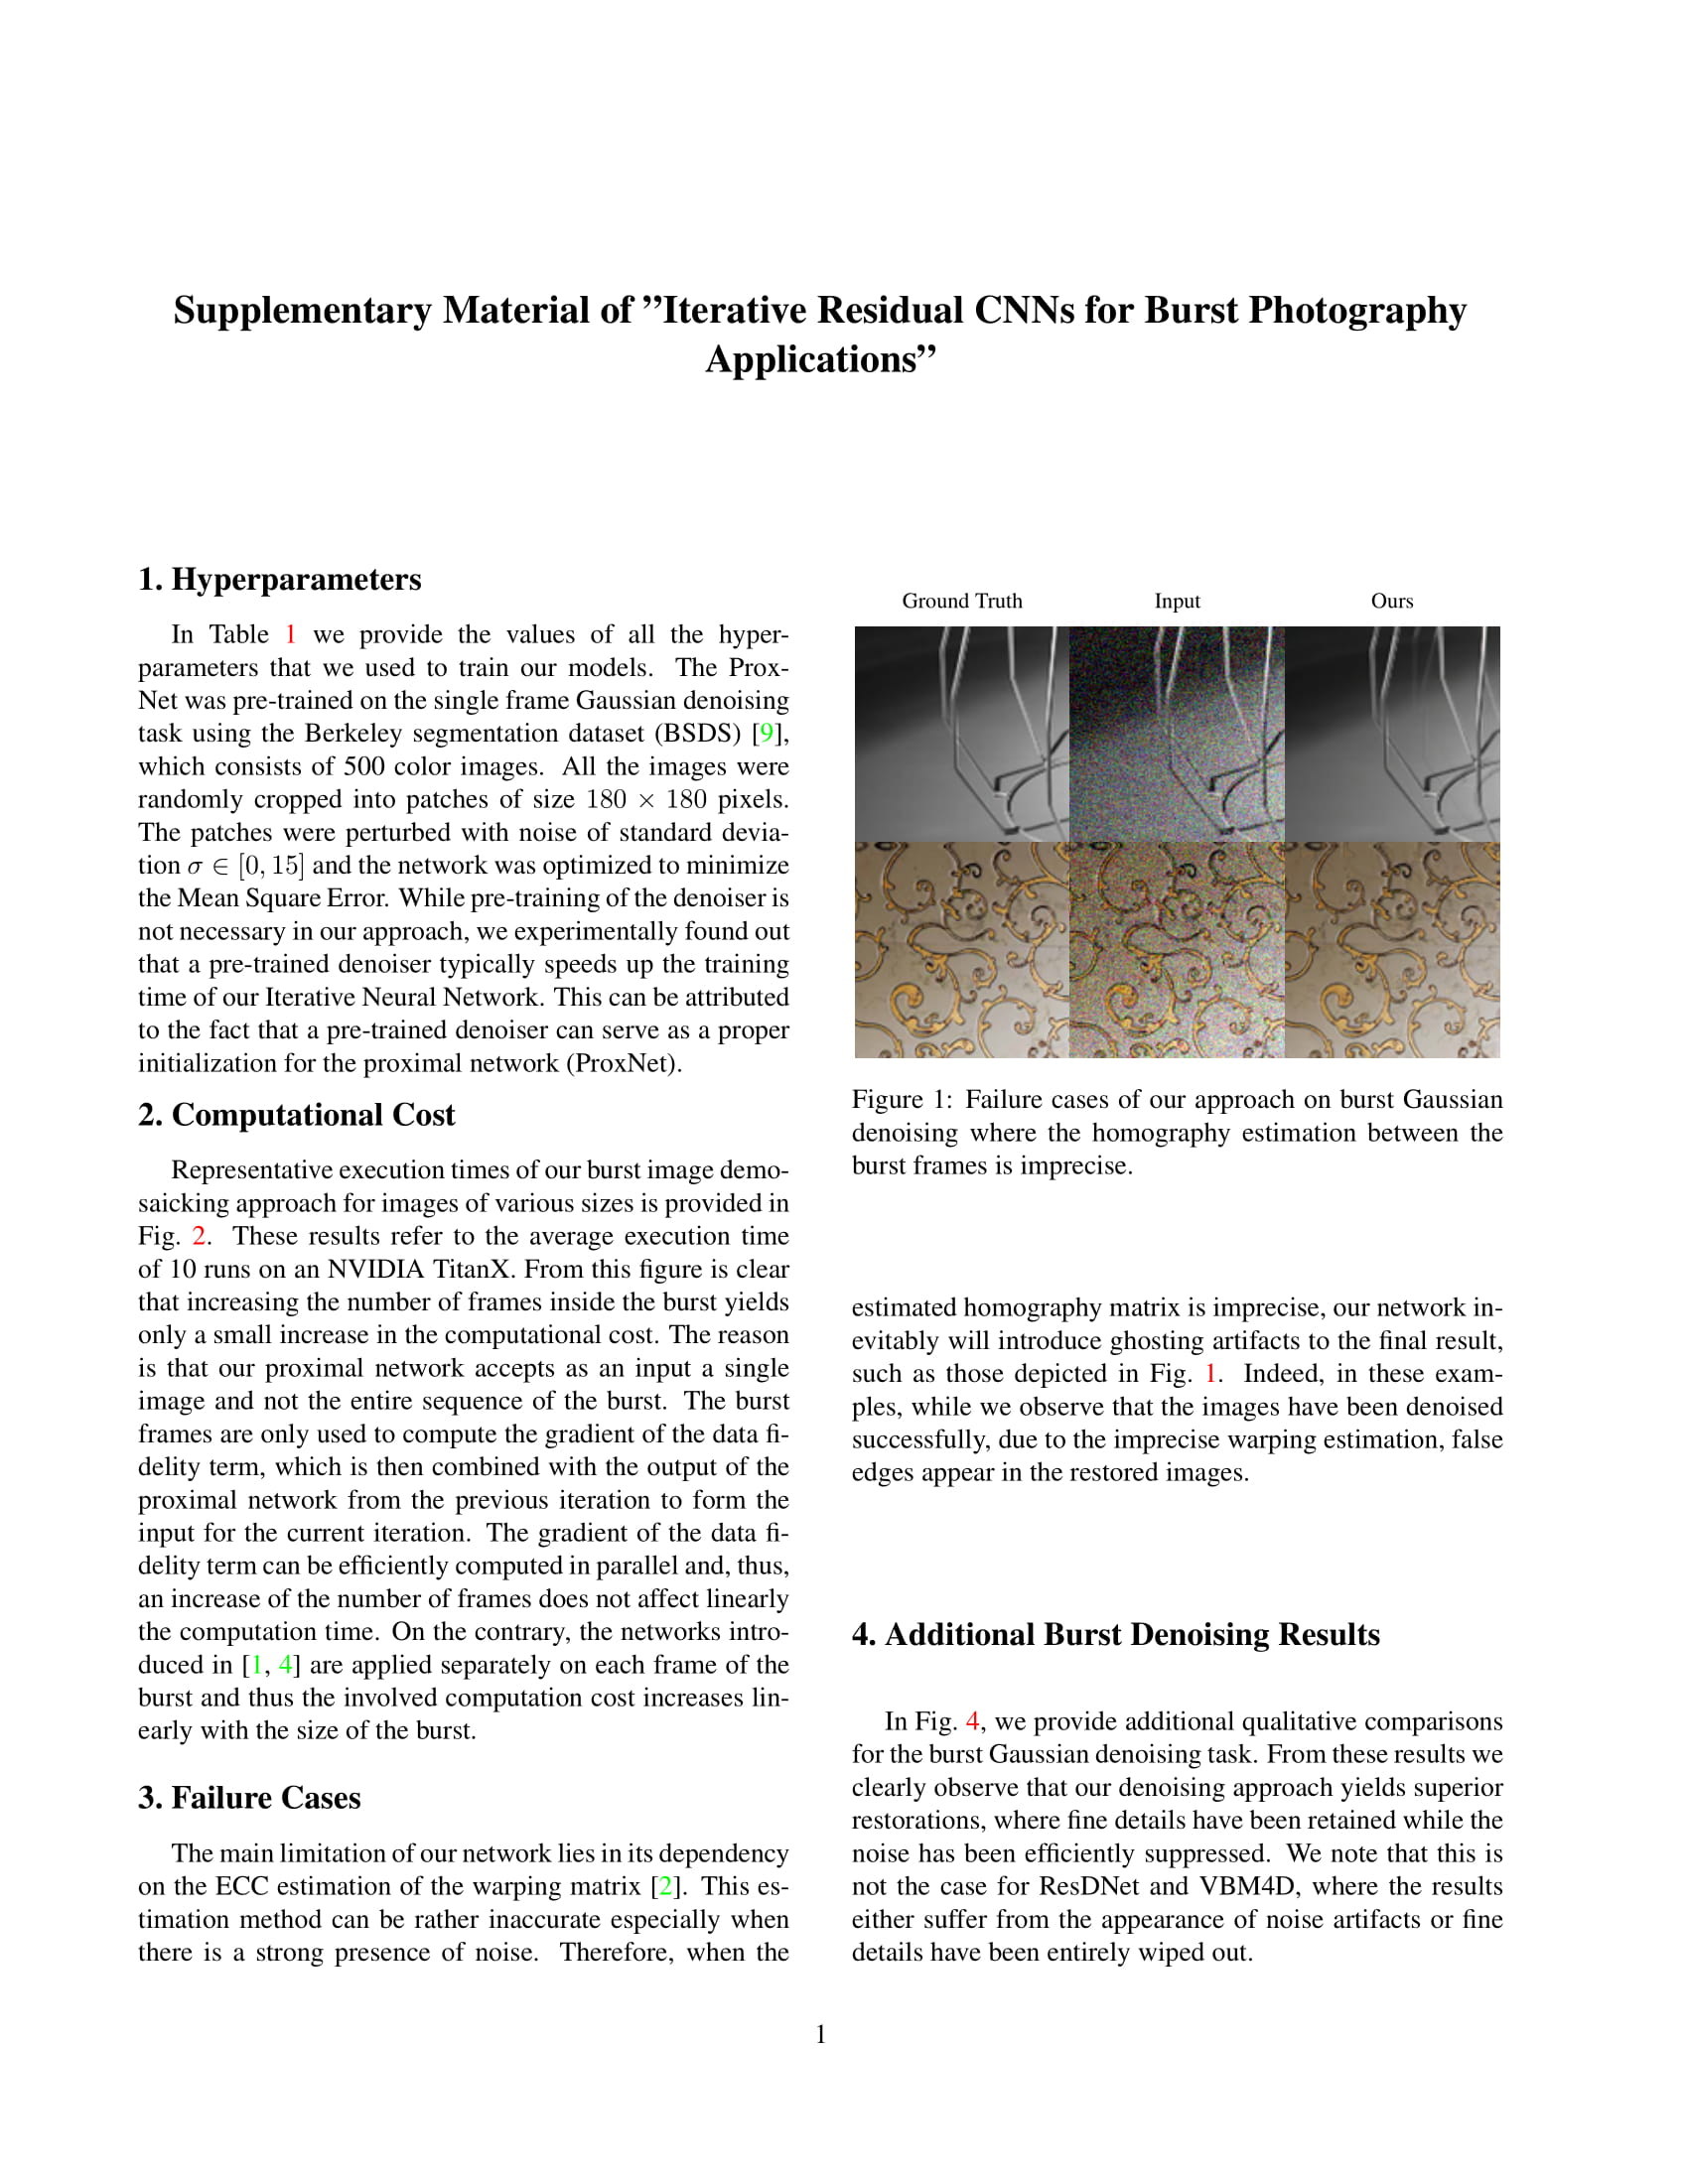 Supplementary Material of ”Iterative Residual CNNs for Burst Photography
Applications”
1. Hyperparameters
In Table 1 we provide the values of all the hyper-
parameters that we used to train our models. The Prox-
Net was pre-trained on the single frame Gaussian denoising
task using the Berkeley segmentation dataset (BSDS) [9],
which consists of 500 color images. All the images were
randomly cropped into patches of size 180 × 180 pixels.
The patches were perturbed with noise of standard devia-
tion σ ∈ [0, 15] and the network was optimized to minimize
the Mean Square Error. While pre-training of the denoiser is
not necessary in our approach, we experimentally found out
that a pre-trained denoiser typically speeds up the training
time of our Iterative Neural Network. This can be attributed
to the fact that a pre-trained denoiser can serve as a proper
initialization for the proximal network (ProxNet).
2. Computational Cost
Representative execution times of our burst image demo-
saicking approach for images of various sizes is provided in
Fig. 2. These results refer to the average execution time
of 10 runs on an NVIDIA TitanX. From this figure is clear
that increasing the number of frames inside the burst yields
only a small increase in the computational cost. The reason
is that our proximal network accepts as an input a single
image and not the entire sequence of the burst. The burst
frames are only used to compute the gradient of the data fi-
delity term, which is then combined with the output of the
proximal network from the previous iteration to form the
input for the current iteration. The gradient of the data fi-
delity term can be efficiently computed in parallel and, thus,
an increase of the number of frames does not affect linearly
the computation time. On the contrary, the networks intro-
duced in [1, 4] are applied separately on each frame of the
burst and thus the involved computation cost increases lin-
early with the size of the burst.
3. Failure Cases
The main limitation of our network lies in its dependency
on the ECC estimation of the warping matrix [2]. This es-
timation method can be rather inaccurate especially when
there is a strong presence of noise. Therefore, when the
Ground Truth Input Ours
Figure 1: Failure cases of our approach on burst Gaussian
denoising where the homography estimation between the
burst frames is imprecise.
estimated homography matrix is imprecise, our network in-
evitably will introduce ghosting artifacts to the final result,
such as those depicted in Fig. 1. Indeed, in these exam-
ples, while we observe that the images have been denoised
successfully, due to the imprecise warping estimation, false
edges appear in the restored images.
4. Additional Burst Denoising Results
In Fig. 4, we provide additional qualitative comparisons
for the burst Gaussian denoising task. From these results we
clearly observe that our denoising approach yields superior
restorations, where fine details have been retained while the
noise has been efficiently suppressed. We note that this is
not the case for ResDNet and VBM4D, where the results
either suffer from the appearance of noise artifacts or fine
details have been entirely wiped out.
1